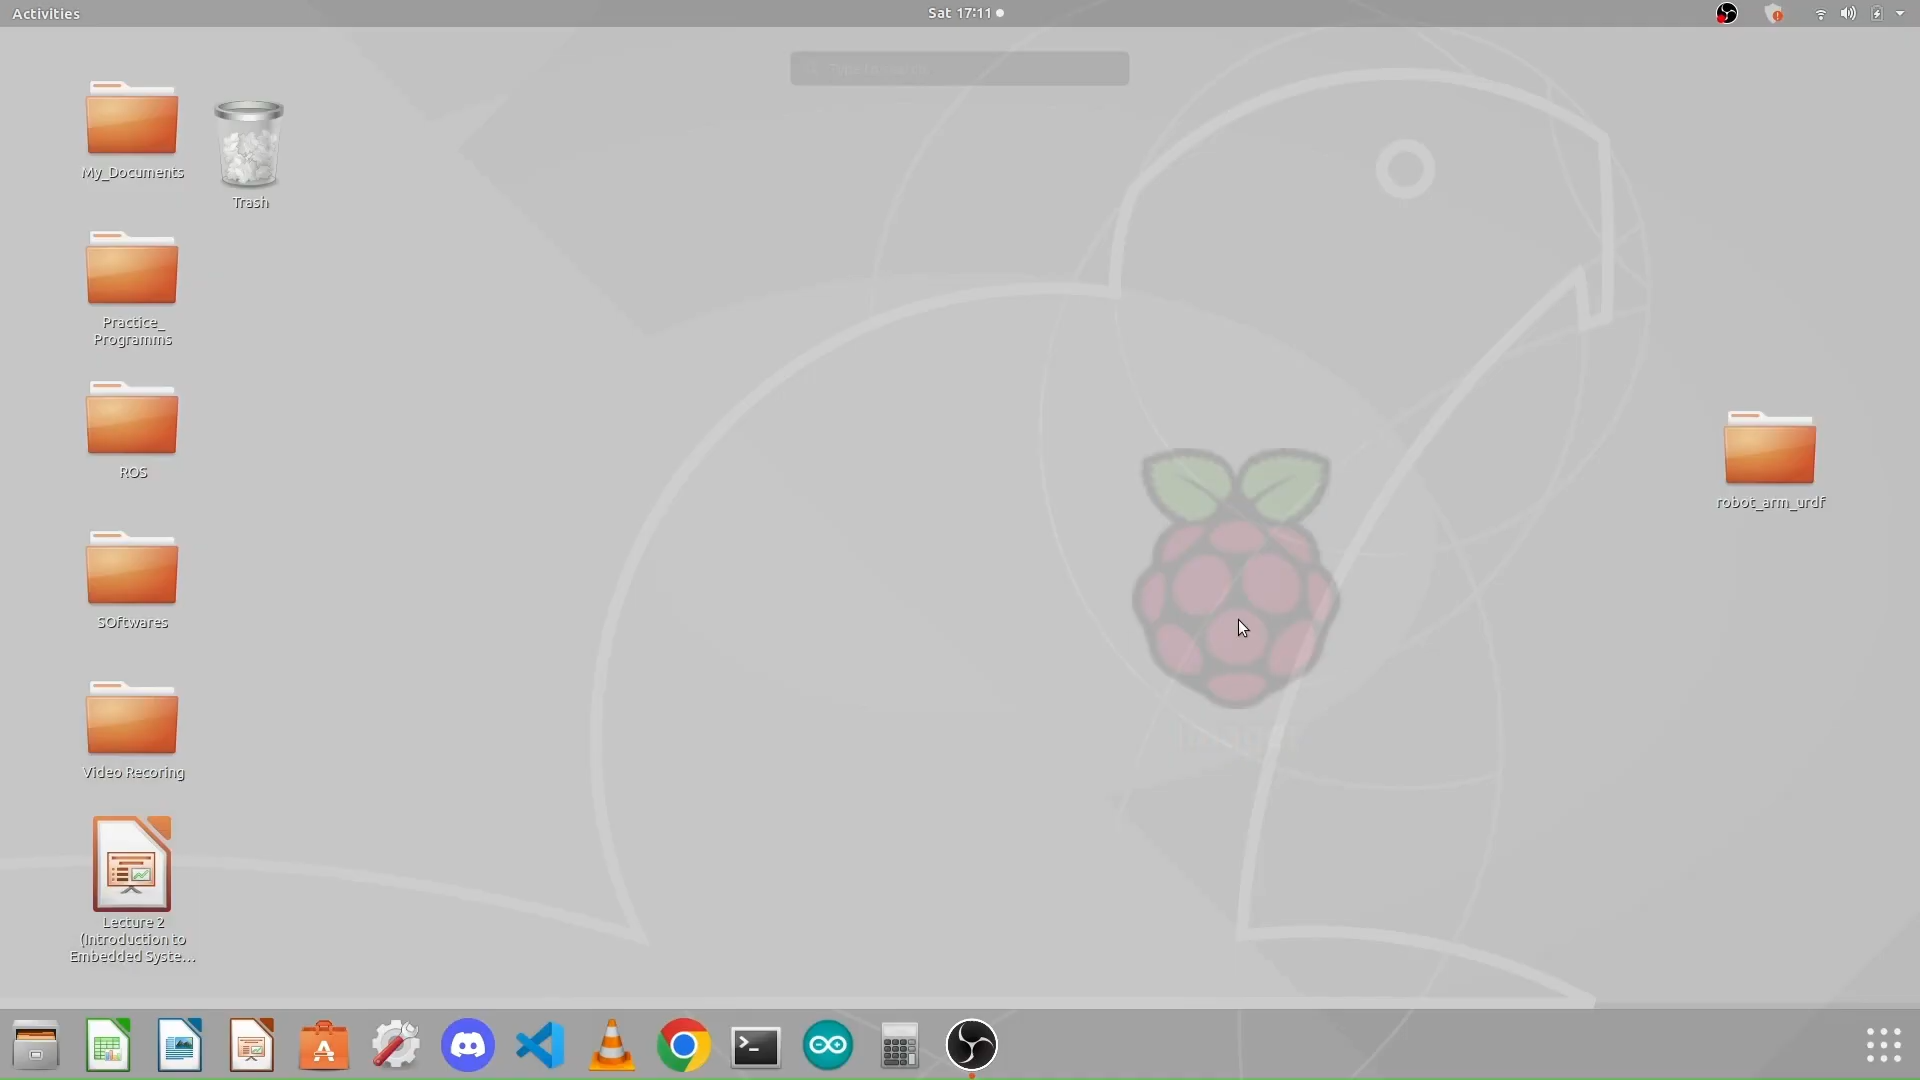 Activities
Sat 17:11
My_Documents
Trash
Practice_
Programms
ROS
robot_arm_urdf
SOftwares
Video Recoring
Lecture 2
(Introduction to
Embedded Syste...